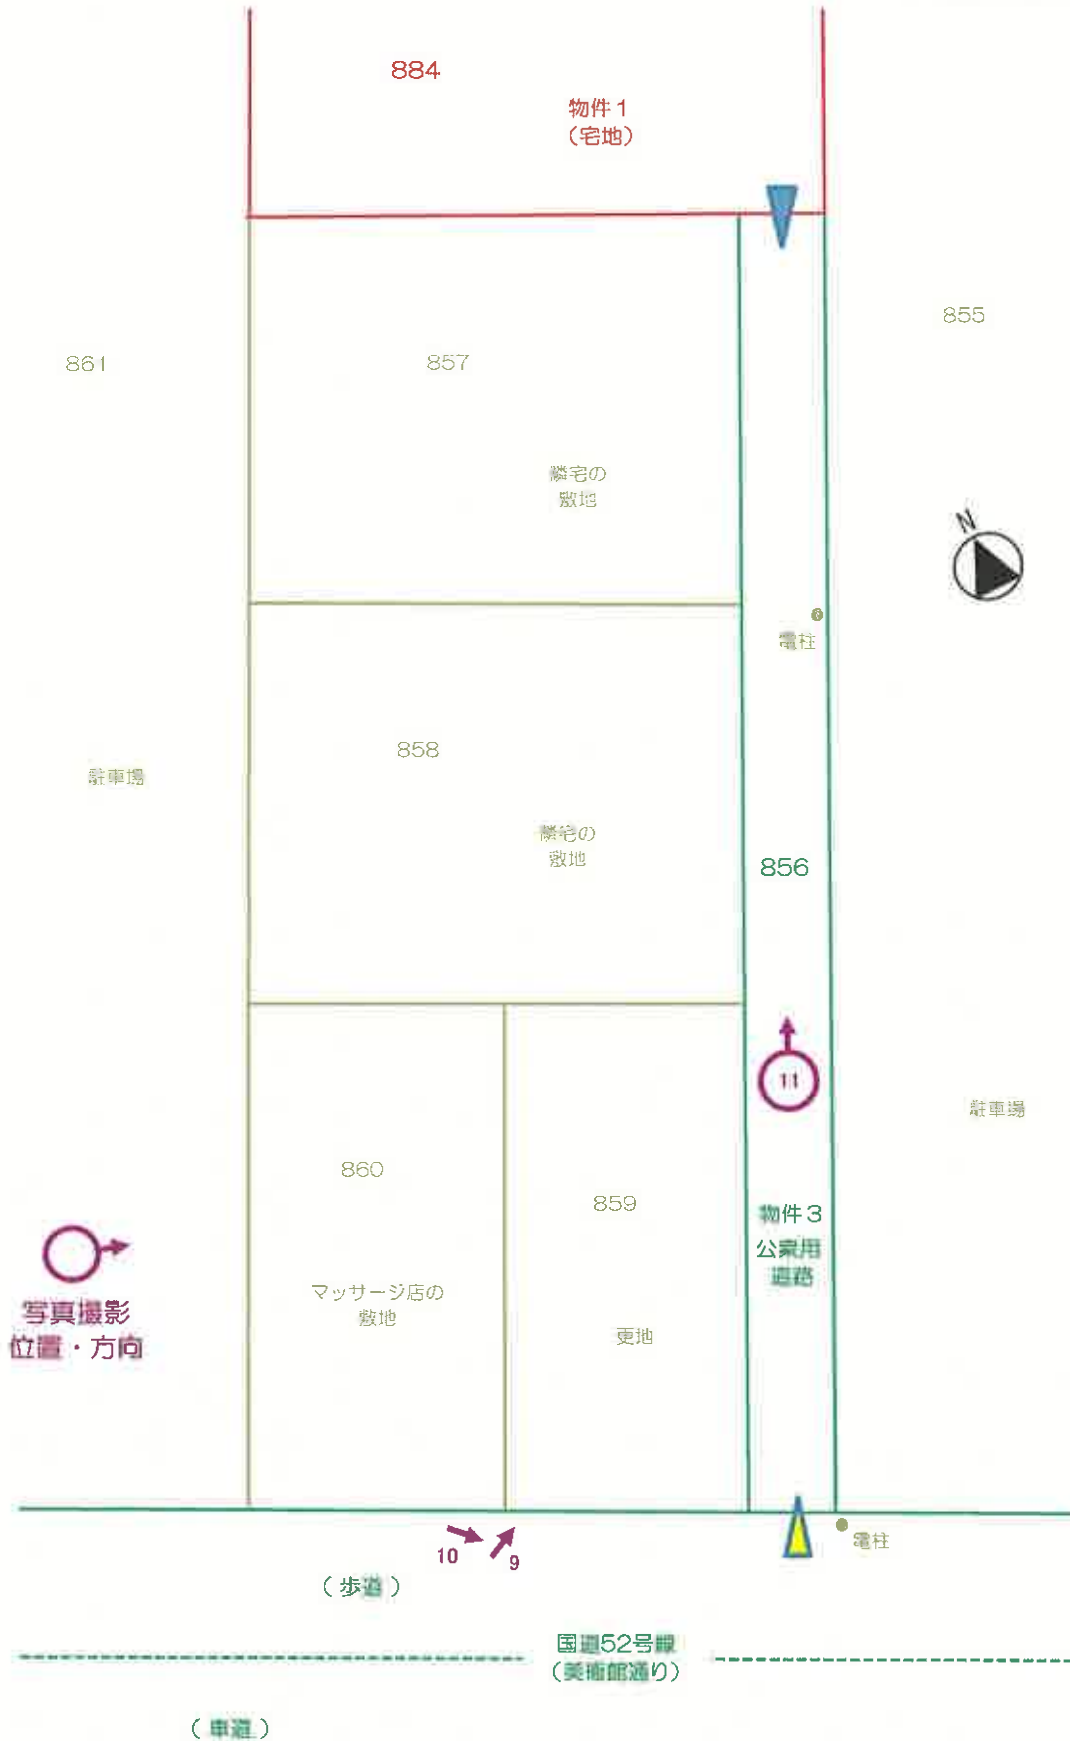 884
物件1
(宅地)
855
861
857
隣宅の
敷地
N
電柱
858
駐車場
隣宅の
敷地
856
11
駐車場
860
859
物件3
公衆用
道路
マッサージ店の
敷地
更地
写真撮影
位置・方向
10
9
電柱
(歩道)
国道52号線
(美術館通り)
(車道)